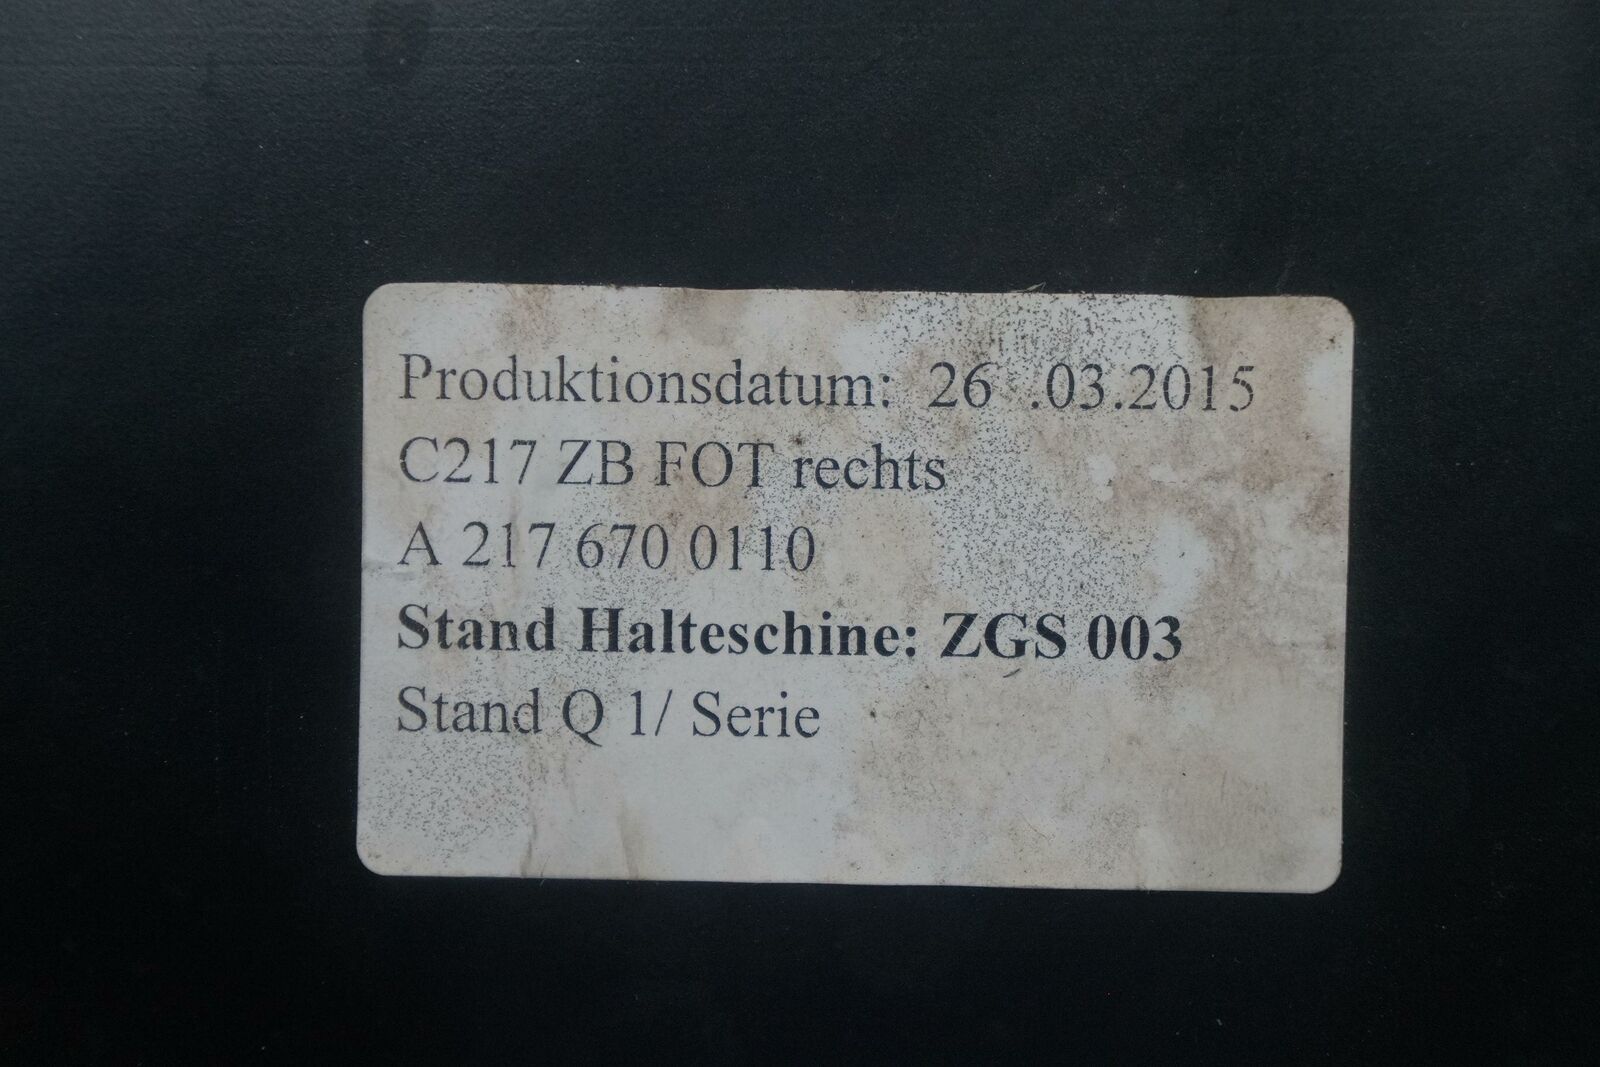 Produktionsdatum: 26 .03.2015
C217 ZB FOT rechts
A 217 670 0110
Stand Halteschine: ZGS 003
Stand Q 1/ Serie